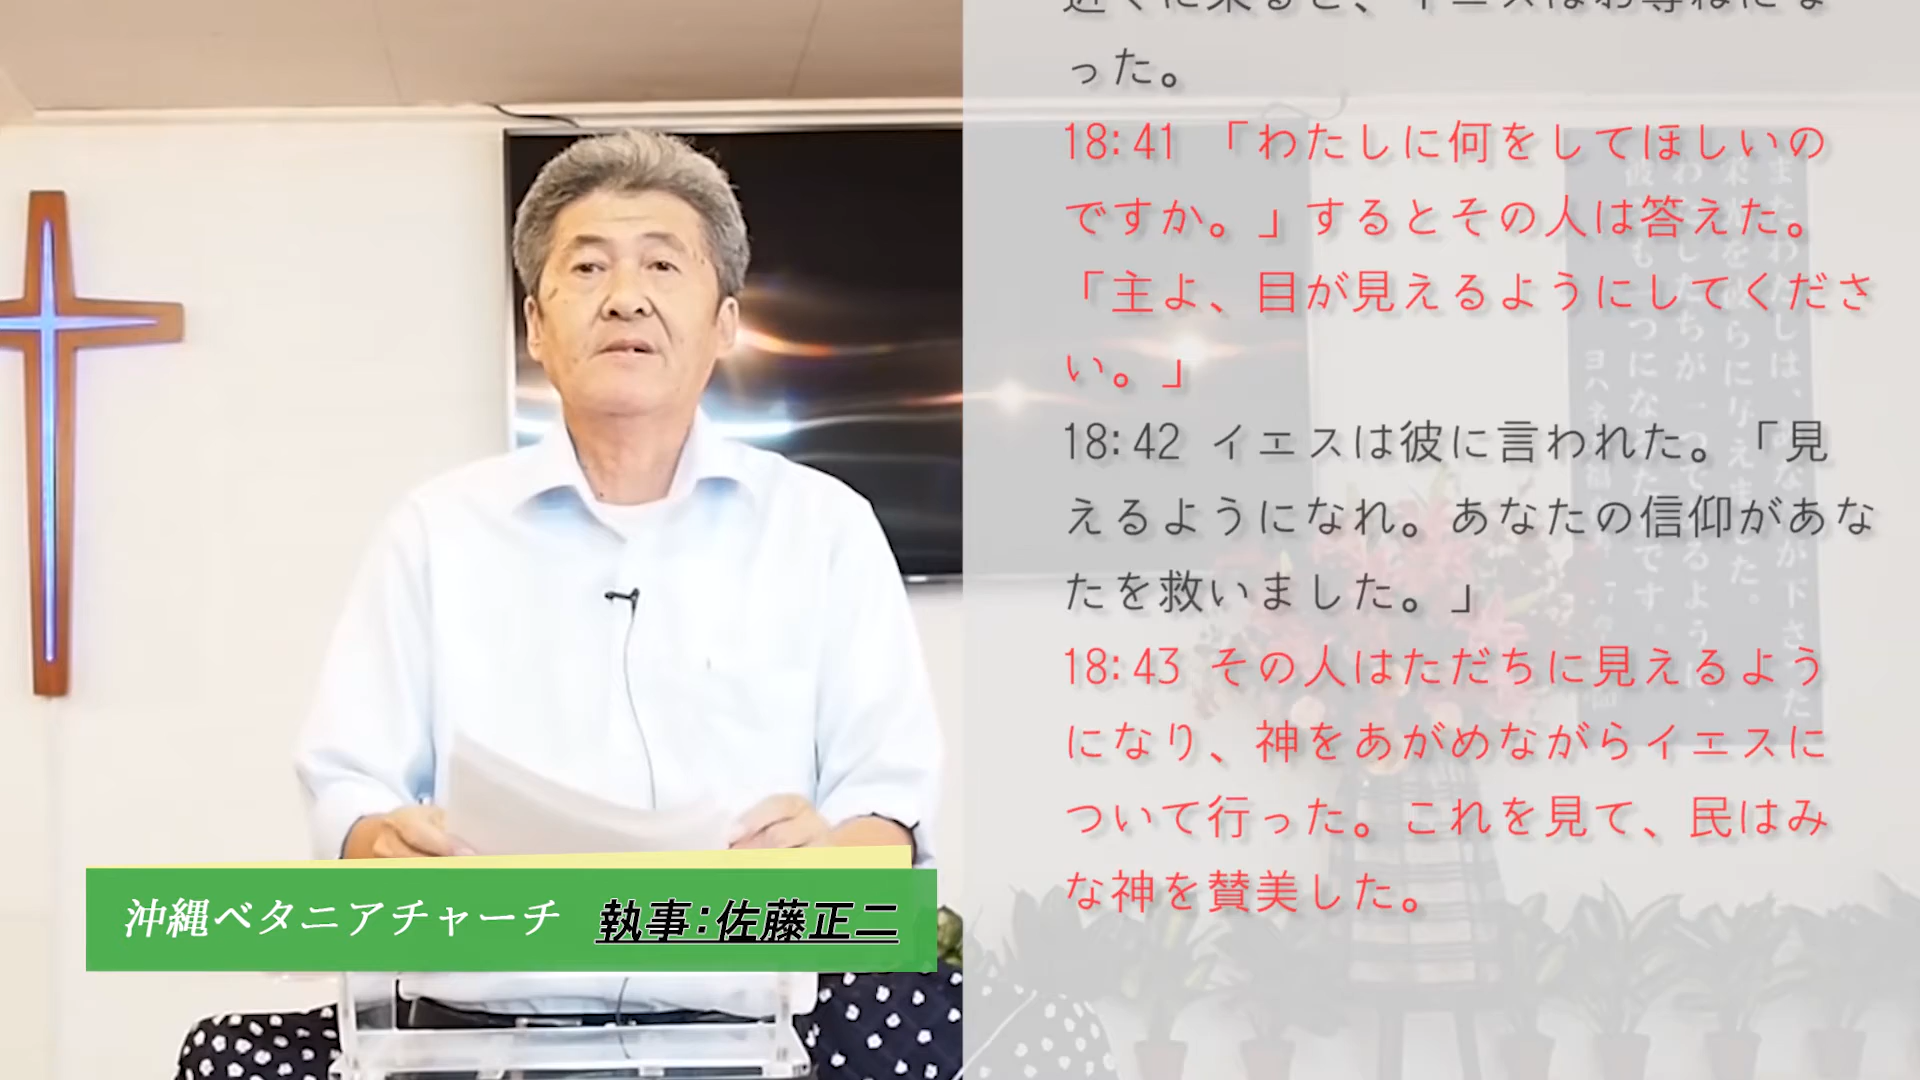 った。
18:41 「わたしに何をしてほしいの
ですか。」するとその人は答えた。
「主よ、目が見えるようにしてくださ
い。」
18:42 イエスは彼に言われた。「見
えるようになれ。あなたの信仰があな
たを救いました。」
18:43 その人はただちに見えるよう
になり、神をあがめながらイエスに
ついて行った。これを見て、民はみ
な神を賛美した。
沖縄ベタニアチャーチ 執事:佐藤正二